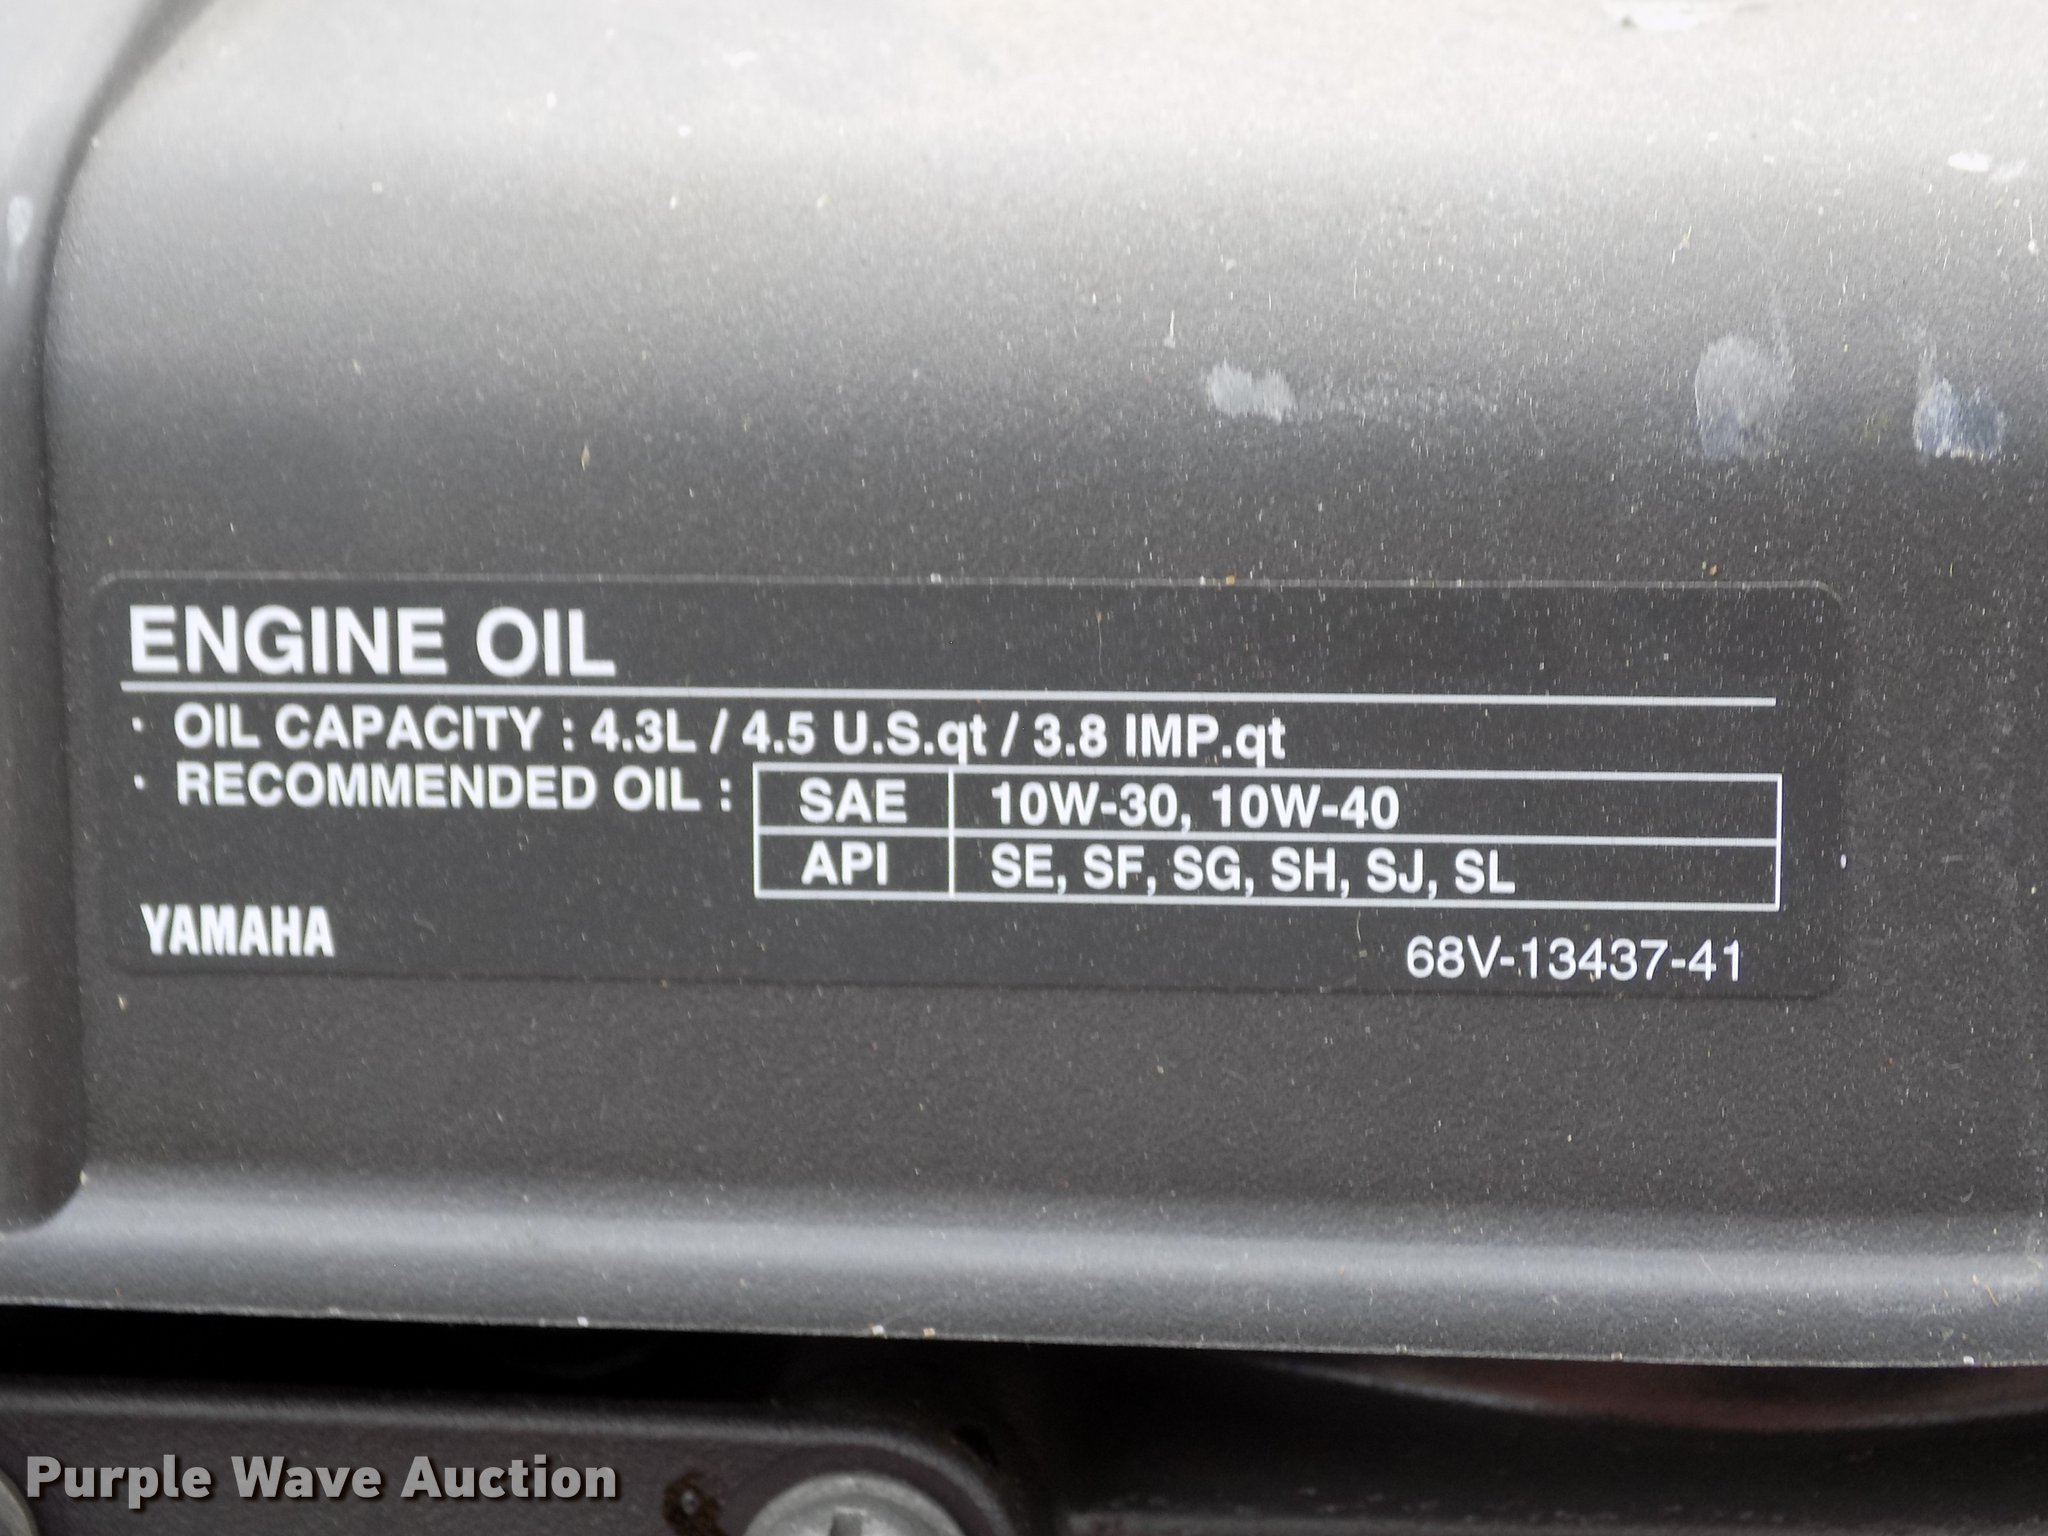 ENGINE OIL
· OIL CAPACITY : 4.3L / 4.5 U.S.qt / 3.8 IMP.qt
· RECOMMENDED OIL : SAE 10W-30, 10W-40
API SE, SF, SG, SH, SJ, SL
YAMAHA
68V-13437-41
Purple Wave Auction